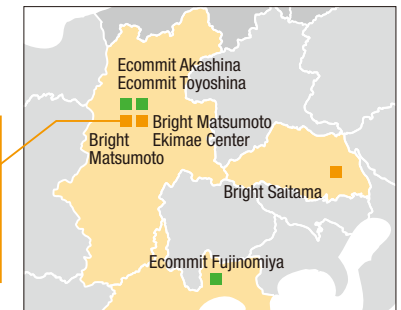 Ecommit Akashina
Ecommit Toyoshina
Bright Matsumoto
Ekimae Center
Bright
Matsumoto
Bright Saitama
Ecommit Fujinomiya